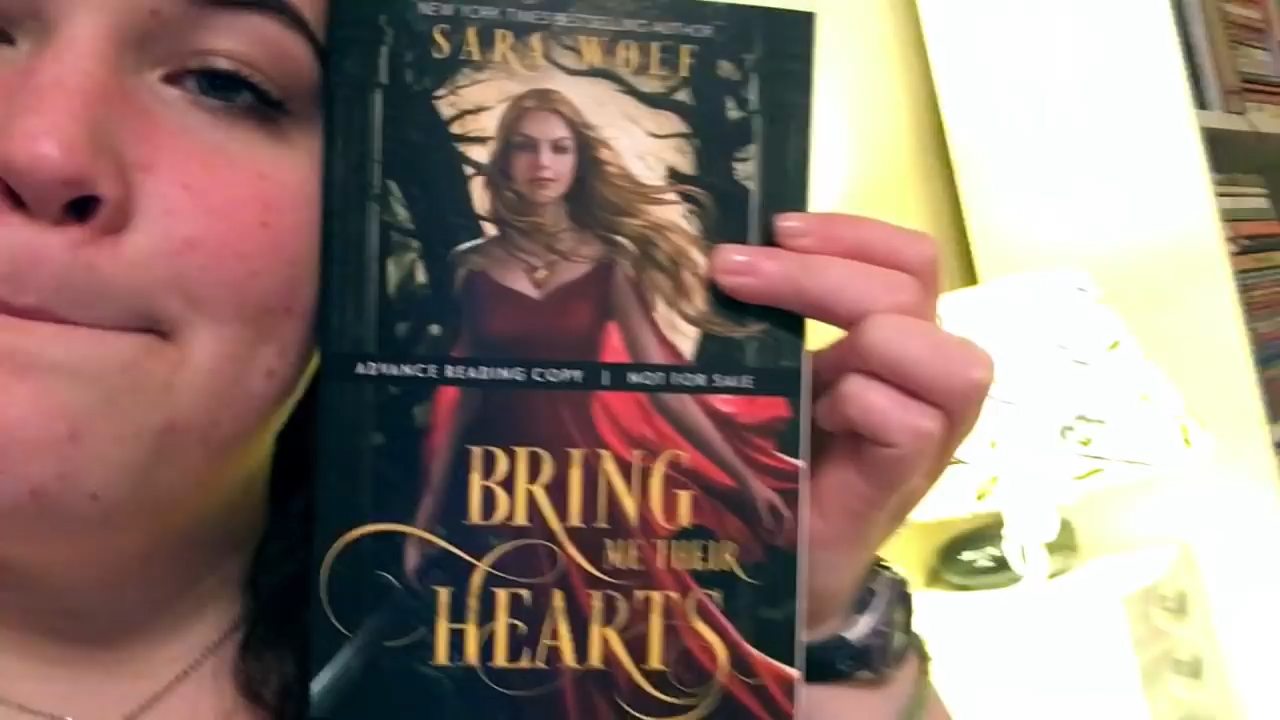 NEW YORK TIMES BESTSELLING AUTHOR
SARA WOLF
ADVANCE READING COPY | NOT FOR SALE
BRING
ME THEIR
HEARTS